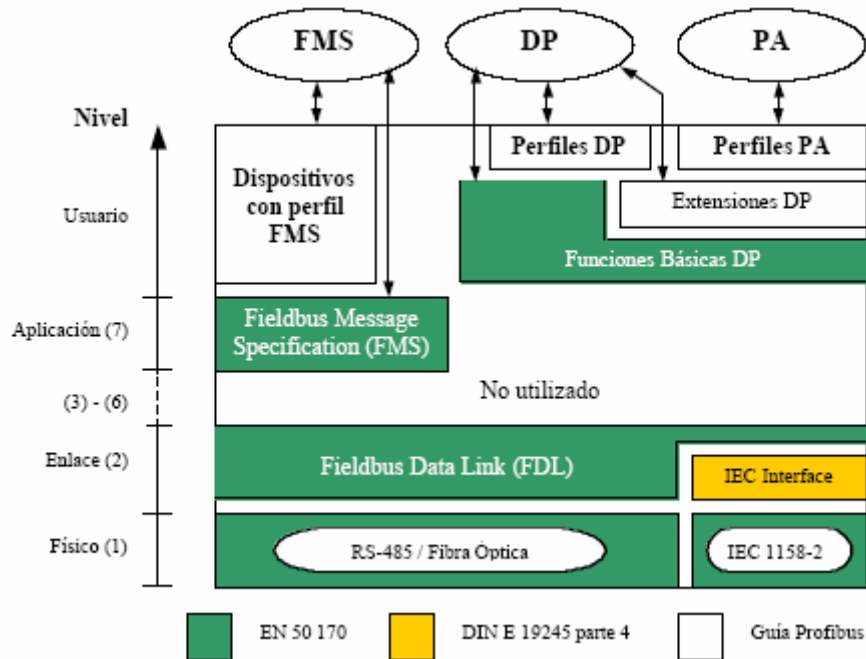 FMS
DP
PA
Nivel
Perfiles DP
Perfiles PA
Dispositivos
con perfil
FMS
Usuario
Extensiones DP
Funciones Básicas DP
Aplicación (7)
Fieldbus Message
Specification (FMS)
(3) - (6)
No utilizado
Enlace (2)
Fieldbus Data Link (FDL)
IEC Interface
Físico (1)
RS-485 / Fibra Óptica
IEC 1158-2
EN 50 170
DIN E 19245 parte 4
Guía Profibus